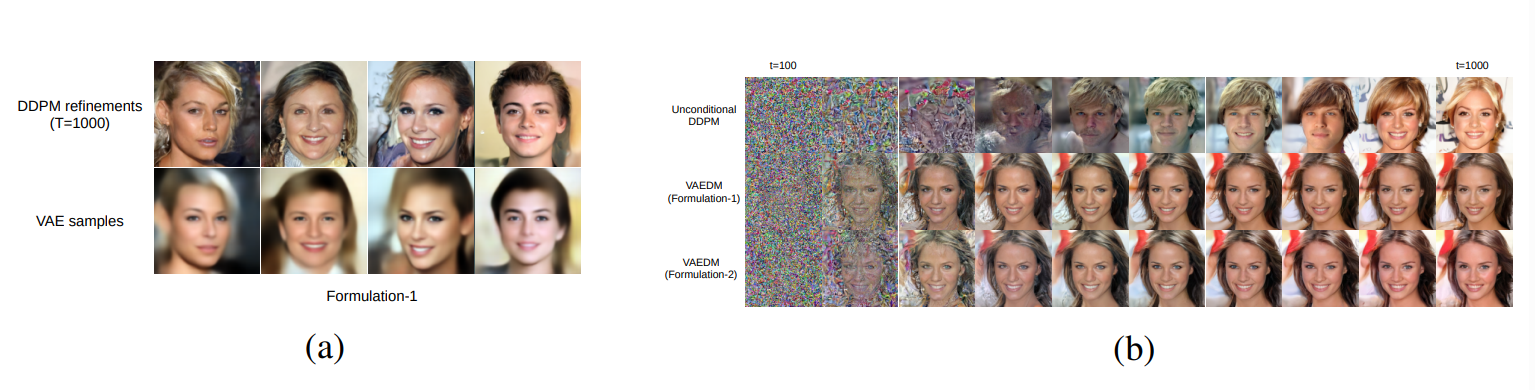 DDPM refinements
(T=1000)
VAE samples
Formulation-1
(a)
t=100
t=1000
Unconditional
DDPM
VAEDM
(Formulation-1)
VAEDM
(Formulation-2)
(b)